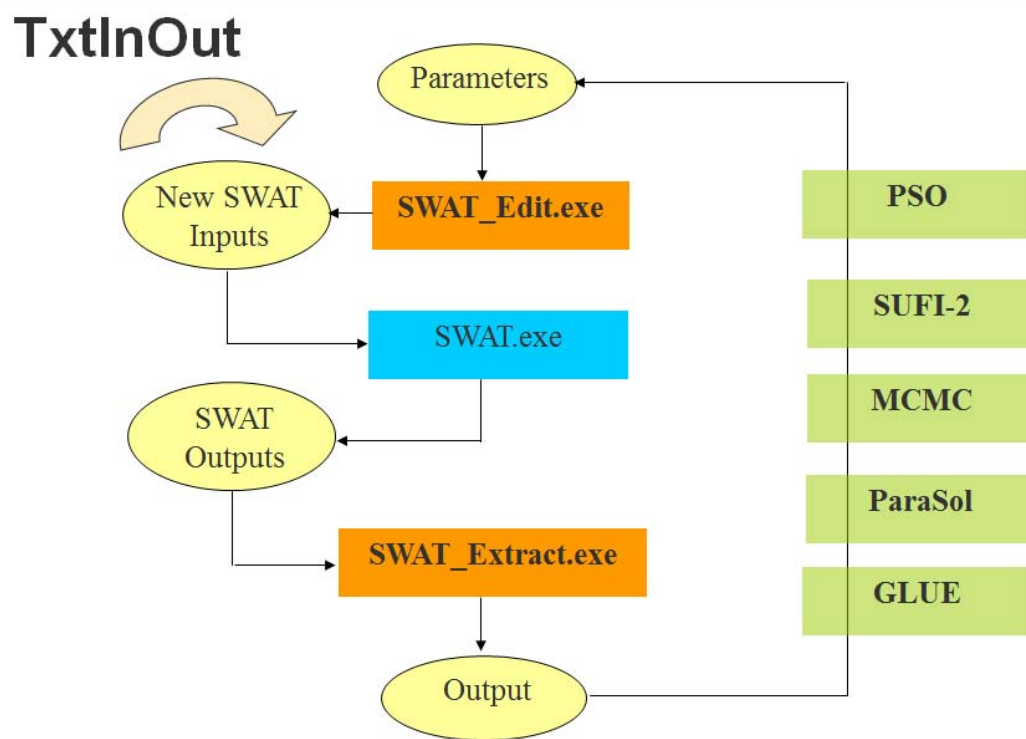 TxtInOut
Parameters
New SWAT
Inputs
SWAT_Edit.exe
SWAT.exe
SWAT
Outputs
SWAT_Extract.exe
Output
PSO
SUFI-2
MCMC
ParaSol
GLUE